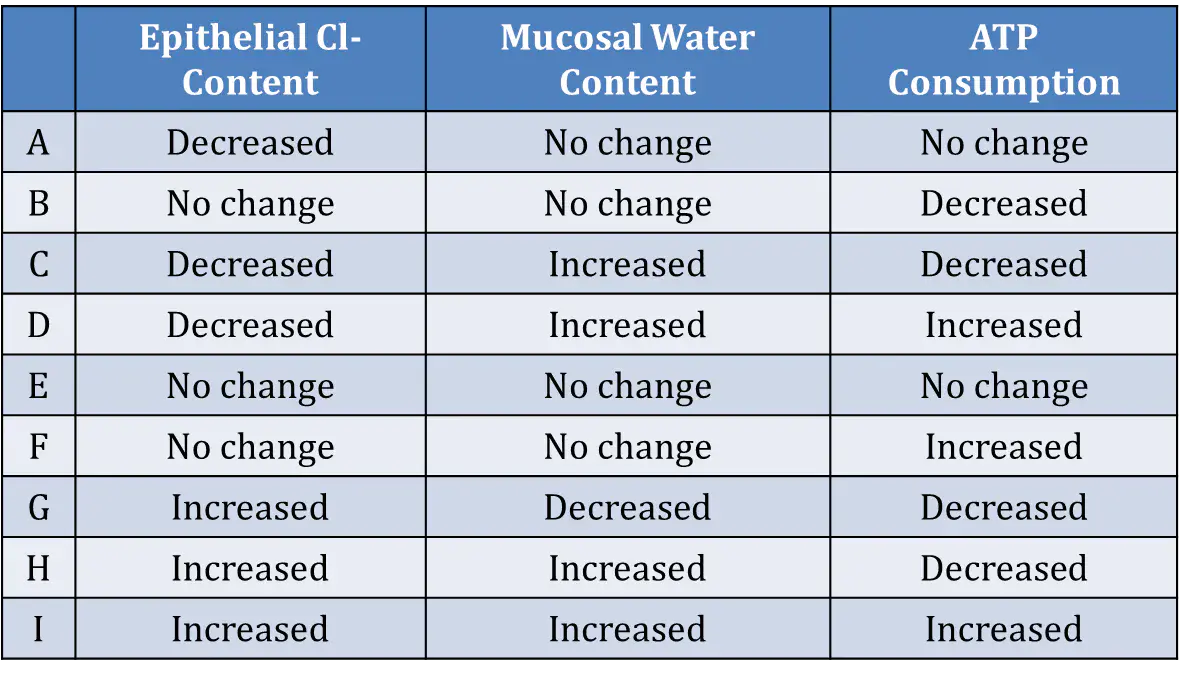 Epithelial Cl- Content Mucosal Water Content ATP Consumption
A Decreased No change No change
B No change No change Decreased
C Decreased Increased Decreased
D Decreased Increased Increased
E No change No change No change
F No change No change Increased
G Increased Decreased Decreased
H Increased Increased Decreased
I Increased Increased Increased